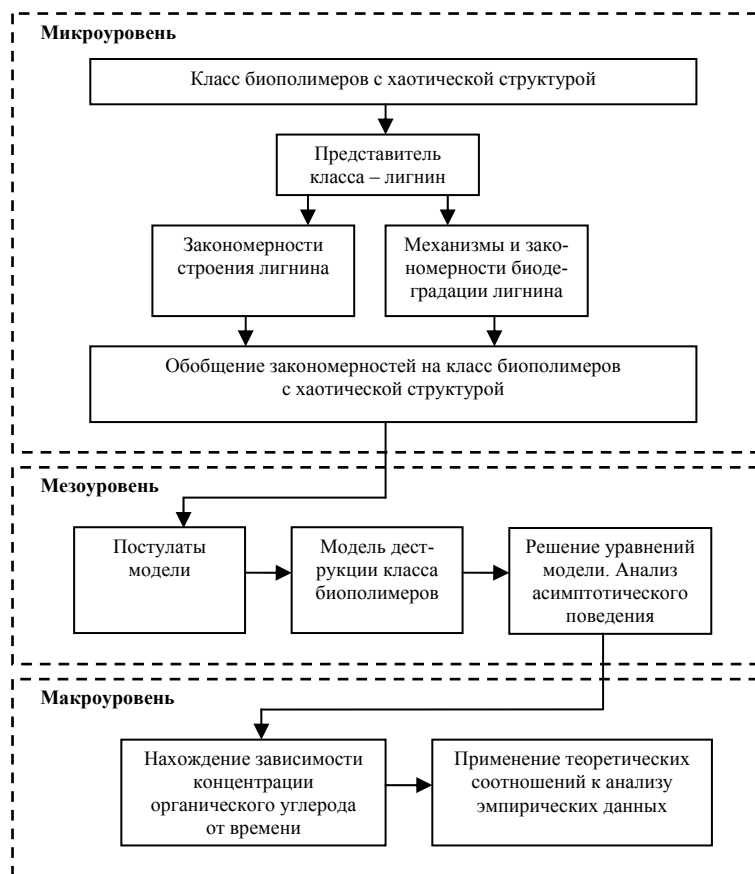 Микроуровень
Класс биополимеров с хаотической структурой
Представитель
класса – лигнин
Закономерности
строения лигнина
Механизмы и зако-
номерности биоде-
градации лигнина
Обобщение закономерностей на класс биополимеров
с хаотической структурой
Мезоуровень
Постулаты
модели
Модель дест-
рукции класса
биополимеров
Решение уравнений
модели. Анализ
асимптотического
поведения
Макроуровень
Нахождение зависимости
концентрации
органического углерода
от времени
Применение теоретических
соотношений к анализу
эмпирических данных